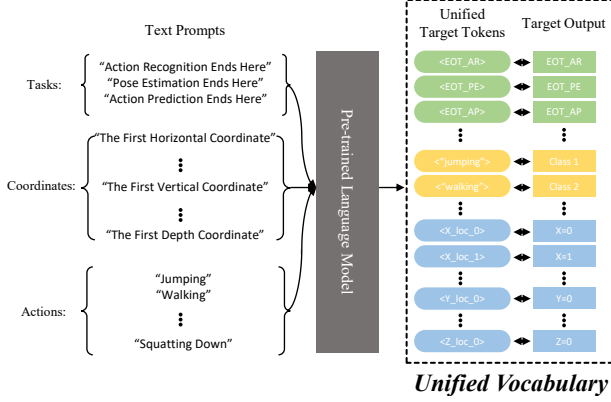 Text Prompts
Tasks:
“Action Recognition Ends Here”
“Pose Estimation Ends Here”
“Action Prediction Ends Here”
Coordinates:
“The First Horizontal Coordinate”
“The First Vertical Coordinate”
“The First Depth Coordinate”
Actions:
“Jumping”
“Walking”
“Squatting Down”
Pre-trained Language Model
Unified
Target Tokens
Target Output
<EOT_AR> EOT_AR
<EOT_PE> EOT_PE
<EOT_AP> EOT_AP
<“jumping”> Class 1
<“walking”> Class 2
<X_loc_0> X=0
<X_loc_1> X=1
<Y_loc_0> Y=0
<Z_loc_0> Z=0
Unified Vocabulary